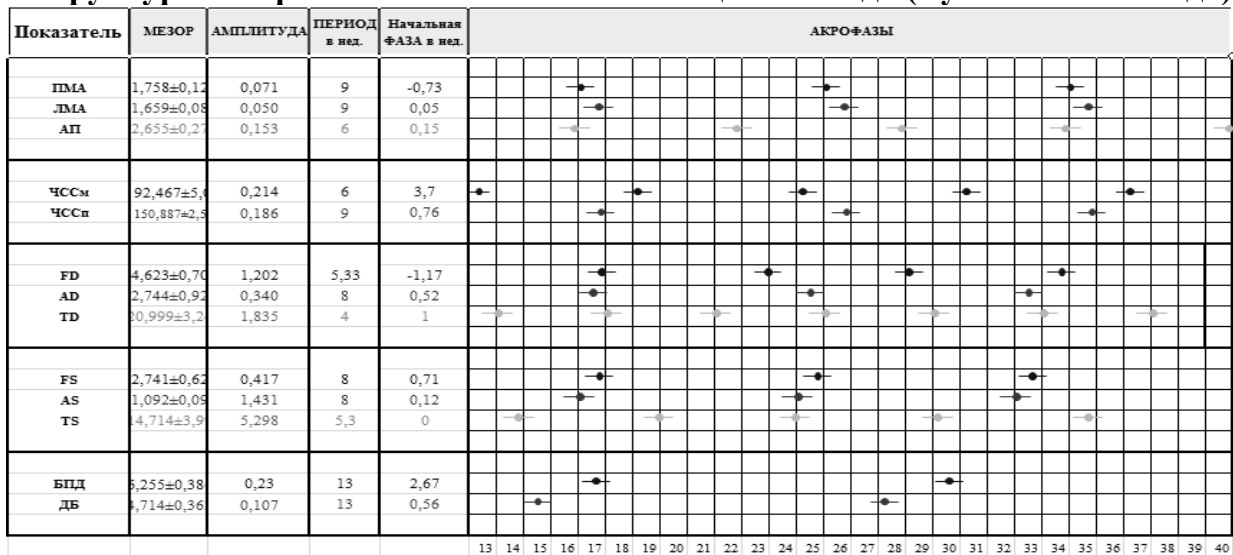 Показатель МЕЗОР АМПЛИТУДА ПЕРИОД в нед. Начальная ФАЗА в нед. АКРОФАЗЫ
ПМА 1,758±0,12 0,071 9 -0,73
ЛМА 1,659±0,08 0,050 9 0,05
АП 2,655±0,27 0,153 6 0,15
ЧССм 92,467±5, 0,214 6 3,7
ЧССп 150,887±2,5 0,186 9 0,76
FD 4,623±0,70 1,202 5,33 -1,17
AD 2,744±0,92 0,340 8 0,52
TD 20,999±3,2 1,835 4 1
FS 2,741±0,62 0,417 8 0,71
AS 1,092±0,09 1,431 8 0,12
TS 14,714±3,9 5,298 5,3 0
БПД 5,255±0,38 0,23 13 2,67
ДБ 4,714±0,36 0,107 13 0,56
13 14 15 16 17 18 19 20 21 22 23 24 25 26 27 28 29 30 31 32 33 34 35 36 37 38 39 40